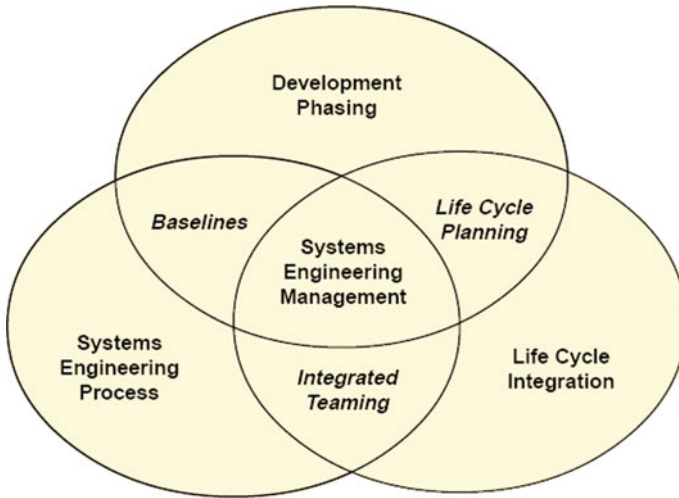 Development
Phasing
Baselines
Life Cycle
Planning
Systems
Engineering
Management
Systems
Engineering
Process
Integrated
Teaming
Life Cycle
Integration